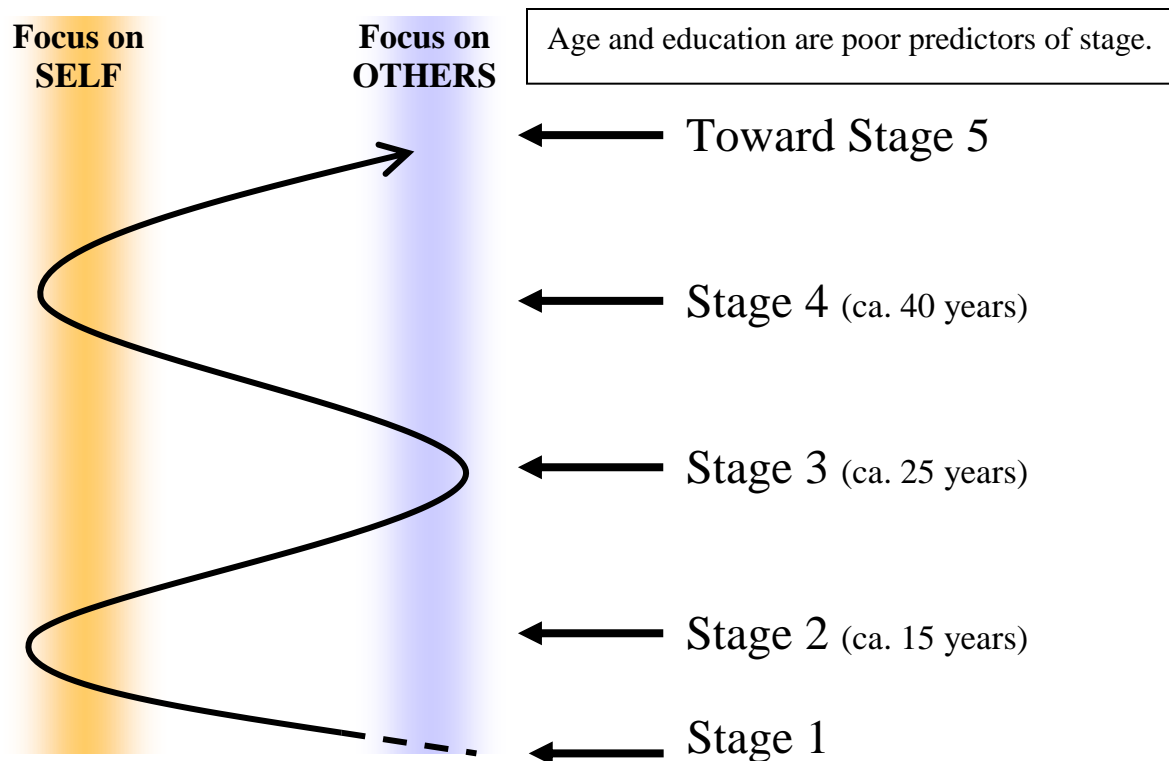 Focus on
SELF
Focus on
OTHERS
Age and education are poor predictors of stage.
Toward Stage 5
Stage 4 (ca. 40 years)
Stage 3 (ca. 25 years)
Stage 2 (ca. 15 years)
Stage 1